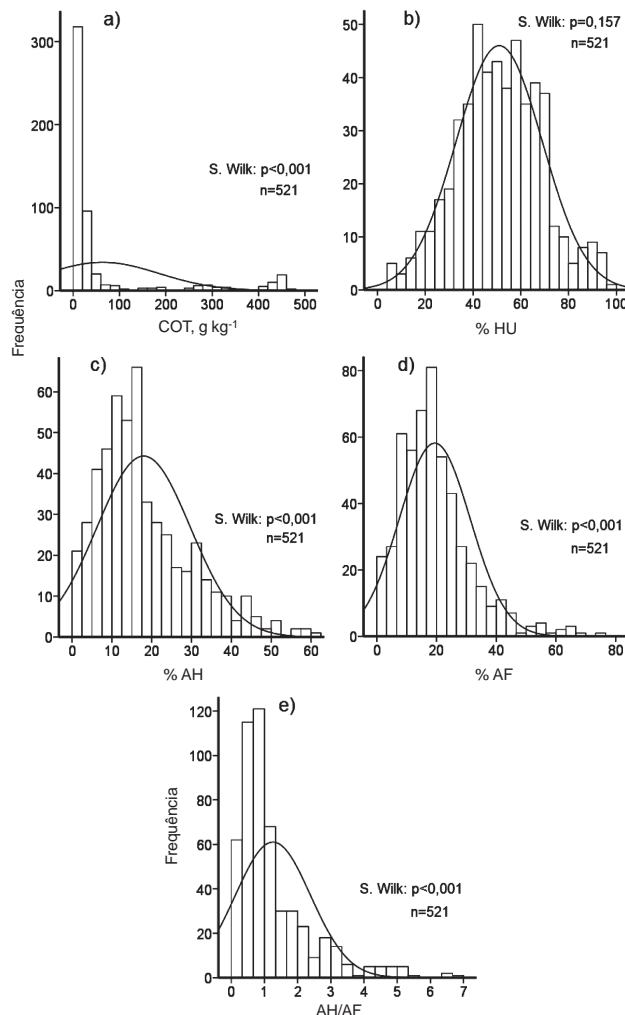 a)
Frequência
300
200
100
0
S. Wilk: p<0,001
n=521
0 100 200 300 400 500
COT, g kg⁻¹
b)
50
40
30
20
10
0
S. Wilk: p=0,157
n=521
0 20 40 60 80 100
% HU
c)
60
50
40
30
20
10
0
S. Wilk: p<0,001
n=521
0 10 20 30 40 50 60
% AH
d)
80
60
40
20
0
S. Wilk: p<0,001
n=521
0 20 40 60 80
% AF
e)
Frequência
120
100
80
60
40
20
0
S. Wilk: p<0,001
n=521
0 1 2 3 4 5 6 7
AH/AF